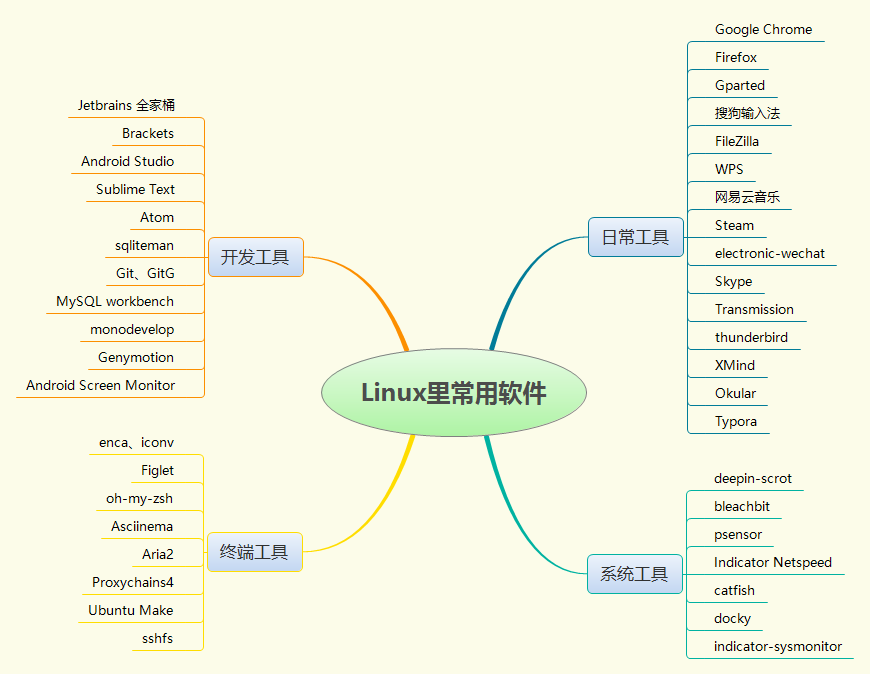 Linux里常用软件
开发工具
Jetbrains 全家桶
Brackets
Android Studio
Sublime Text
Atom
sqliteman
Git、GitG
MySQL workbench
monodevelop
Genymotion
Android Screen Monitor
终端工具
enca、iconv
Figlet
oh-my-zsh
Asciinema
Aria2
Proxychains4
Ubuntu Make
sshfs
日常工具
Google Chrome
Firefox
Gparted
搜狗输入法
FileZilla
WPS
网易云音乐
Steam
electronic-wechat
Skype
Transmission
thunderbird
XMind
Okular
Typora
系统工具
deepin-scrot
bleachbit
psensor
Indicator Netspeed
catfish
docky
indicator-sysmonitor